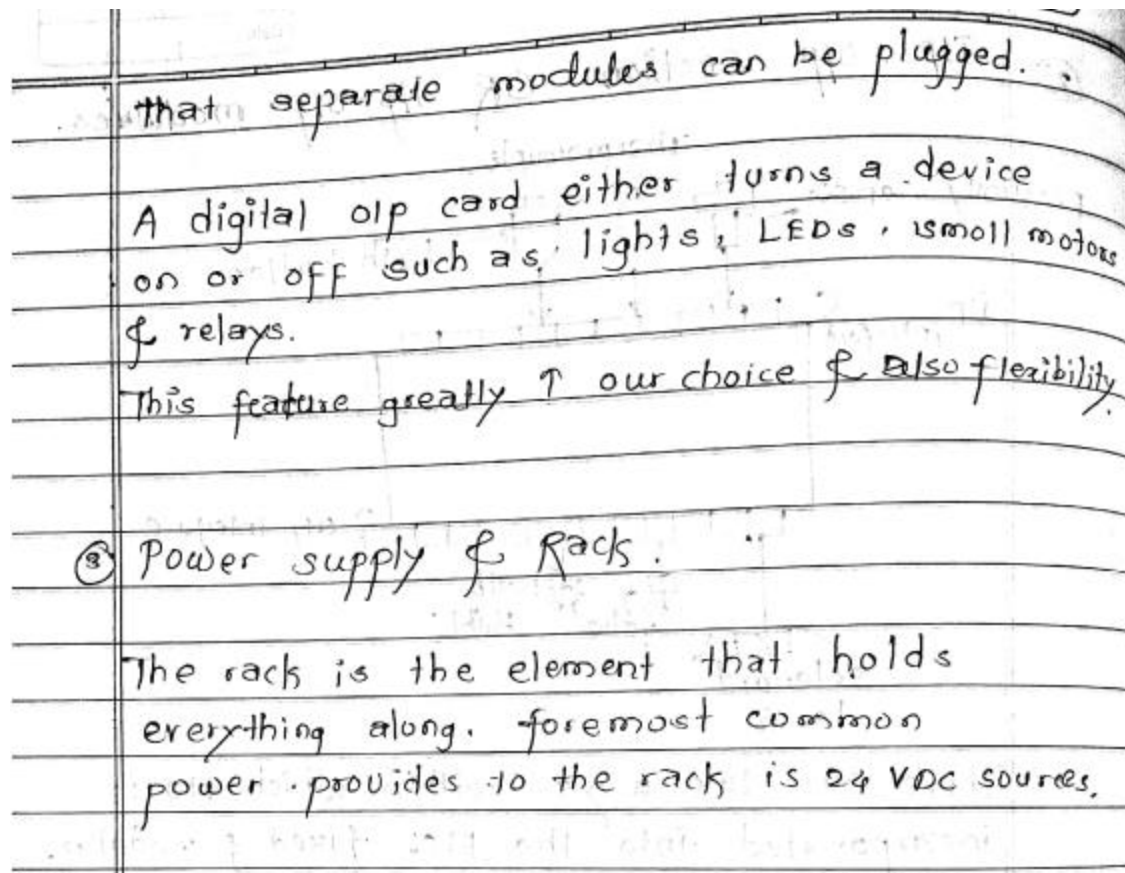 that separate modules can be plugged.
A digital o/p card either turns a device
on or off such as, lights, LEDs, small motors
& relays.
This feature greatly ↑ our choice & also flexibility.
③ Power supply & Rack.
The rack is the element that holds
everything along. foremost common
power provides to the rack is 24 VDC sources.